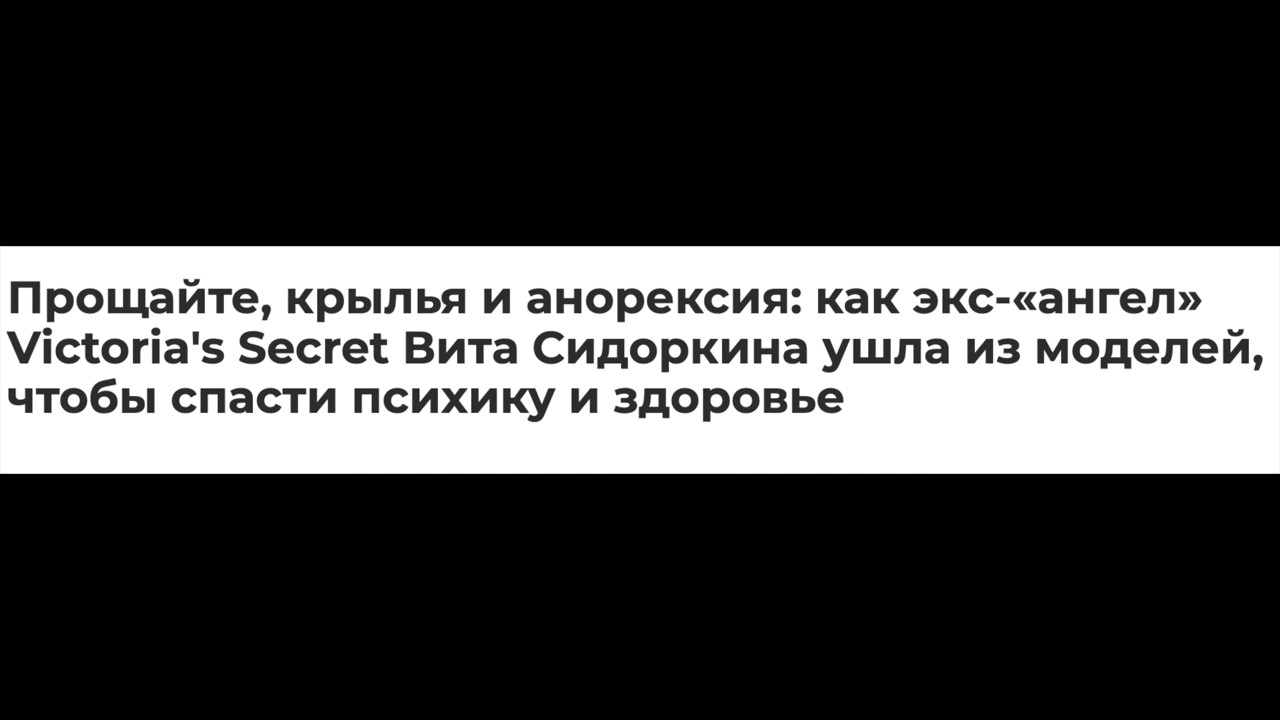 Прощайте, крылья и анорексия: как экс-«ангел»
Victoria's Secret Вита Сидоркина ушла из моделей,
чтобы спасти психику и здоровье